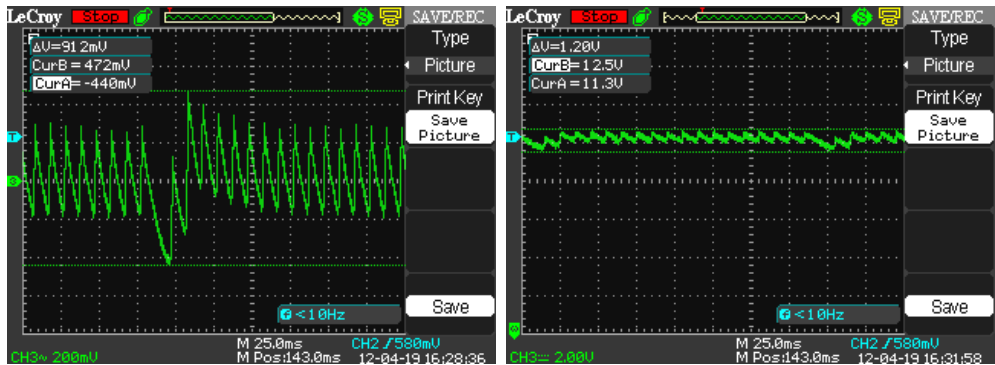 LeCroy Stop SAVE/REC
ΔV=912mV
CurB = 472mV
CurA = -440mV
Type
Picture
Print Key
Save
Picture
T
3
f <10Hz
Save
M 25.0ms CH2 /580mV
CH3~ 200mV M Pos:143.0ms 12-04-19 16:28:36
LeCroy Stop SAVE/REC
ΔV=1.20V
CurB = 12.5V
CurA = 11.3V
Type
Picture
Print Key
Save
Picture
T
f <10Hz
Save
M 25.0ms CH2 /580mV
CH3 2.00V M Pos:143.0ms 12-04-19 16:31:58